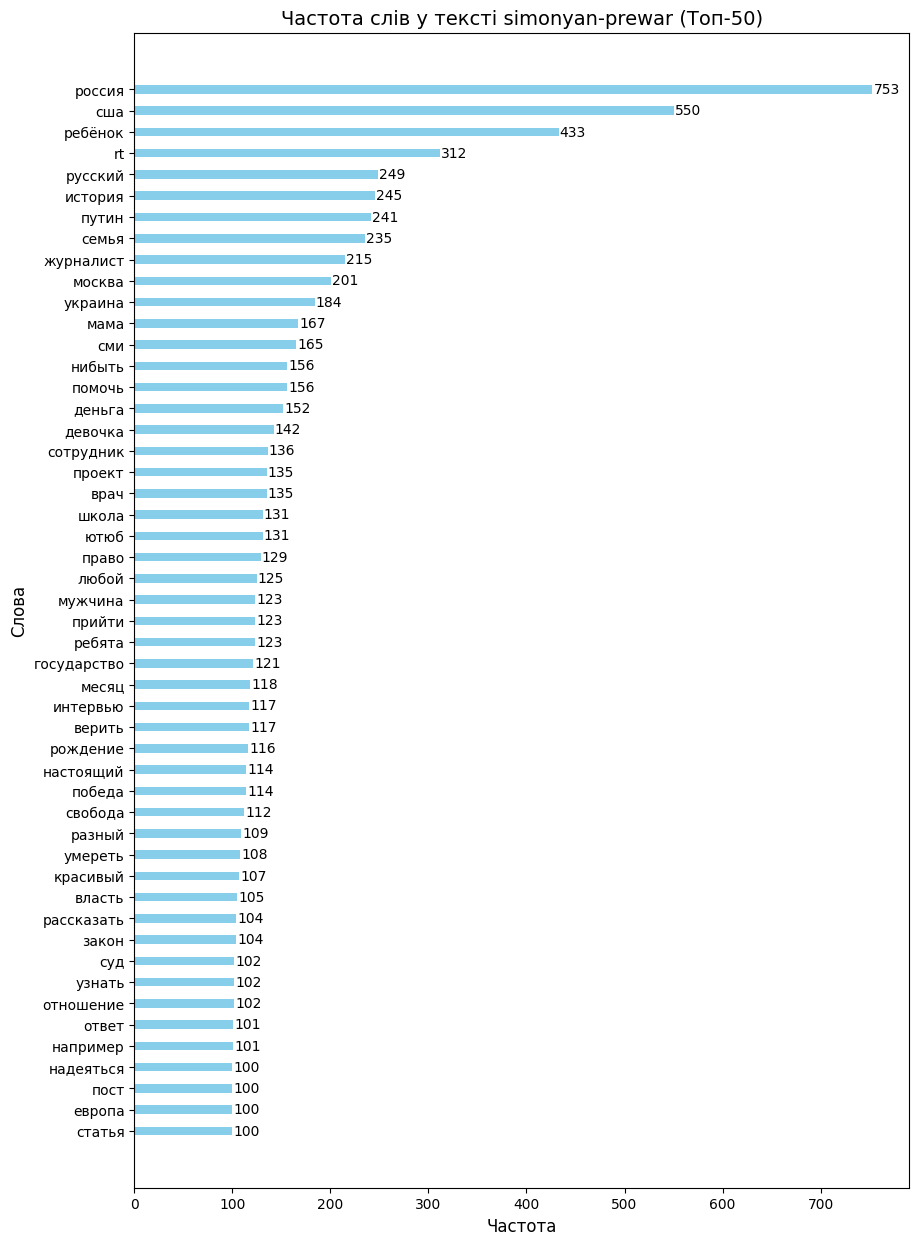 Частота слів у тексті simonyan-prewar (Топ-50)
россия 753
сша 550
ребёнок 433
rt 312
русский 249
история 245
путин 241
семья 235
журналист 215
москва 201
украина 184
мама 167
сми 165
нибыть 156
помочь 156
деньга 152
девочка 142
сотрудник 136
проект 135
врач 135
школа 131
ютюб 131
право 129
любой 125
мужчина 123
прийти 123
ребята 123
государство 121
месяц 118
интервью 117
верить 117
рождение 116
настоящий 114
победа 114
свобода 112
разный 109
умереть 108
красивый 107
власть 105
рассказать 104
закон 104
суд 102
узнать 102
отношение 102
ответ 101
например 101
надеяться 100
пост 100
европа 100
статья 100
Слова
0 100 200 300 400 500 600 700
Частота